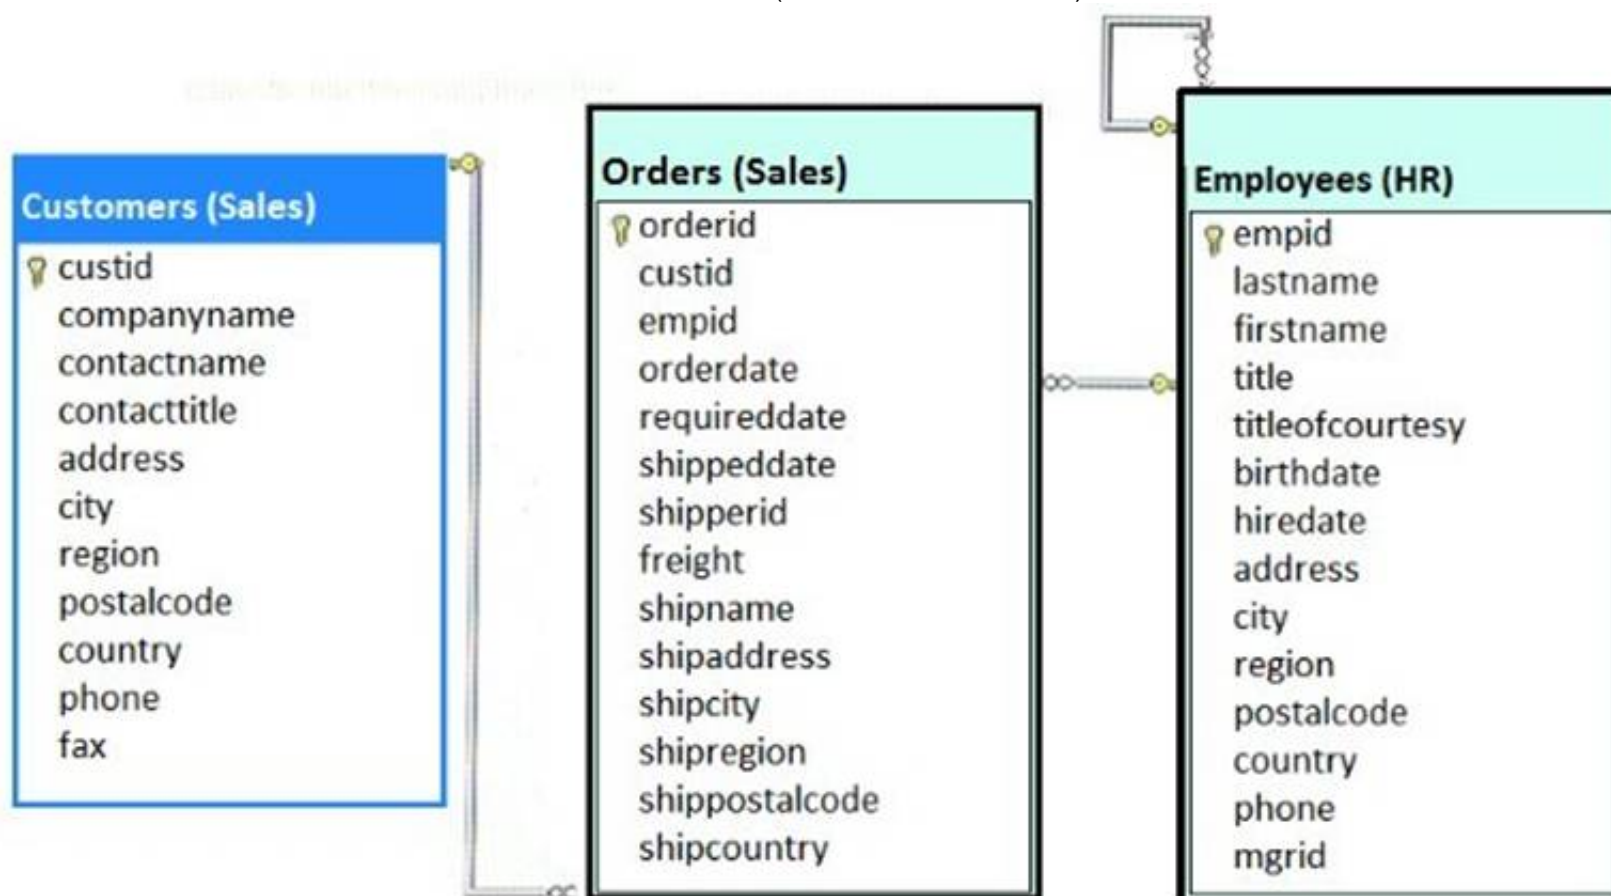 Customers (Sales)
custid
companyname
contactname
contacttitle
address
city
region
postalcode
country
phone
fax
Orders (Sales)
orderid
custid
empid
orderdate
requireddate
shippeddate
shipperid
freight
shipname
shipaddress
shipcity
shipregion
shippostalcode
shipcountry
Employees (HR)
empid
lastname
firstname
title
titleofcourtesy
birthdate
hiredate
address
city
region
postalcode
country
phone
mgrid